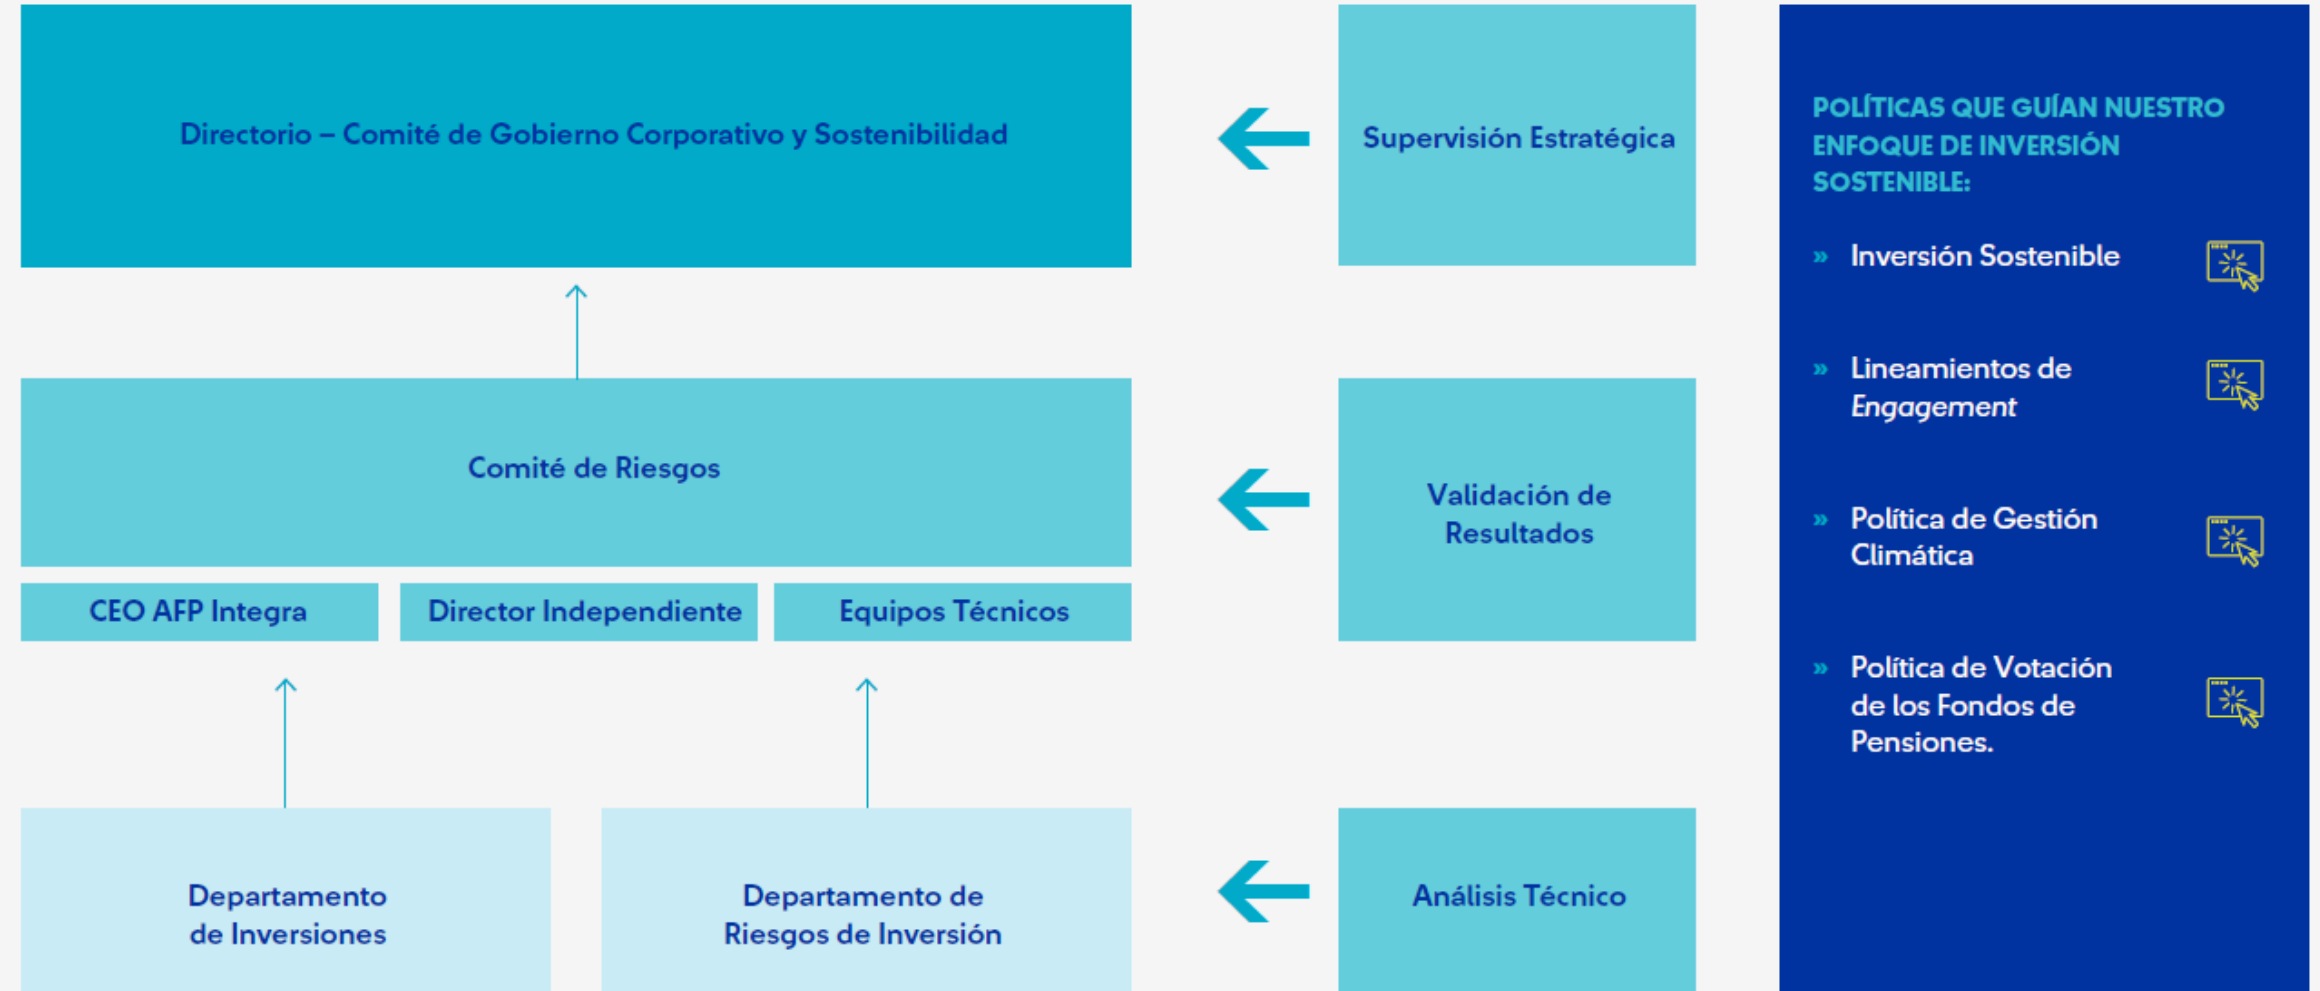 Directorio – Comité de Gobierno Corporativo y Sostenibilidad
Supervisión Estratégica
Comité de Riesgos
CEO AFP Integra
Director Independiente
Equipos Técnicos
Validación de
Resultados
Departamento
de Inversiones
Departamento de
Riesgos de Inversión
Análisis Técnico
POLÍTICAS QUE GUÍAN NUESTRO
ENFOQUE DE INVERSIÓN
SOSTENIBLE:
» Inversión Sostenible
» Lineamientos de
Engagement
» Política de Gestión
Climática
» Política de Votación
de los Fondos de
Pensiones.